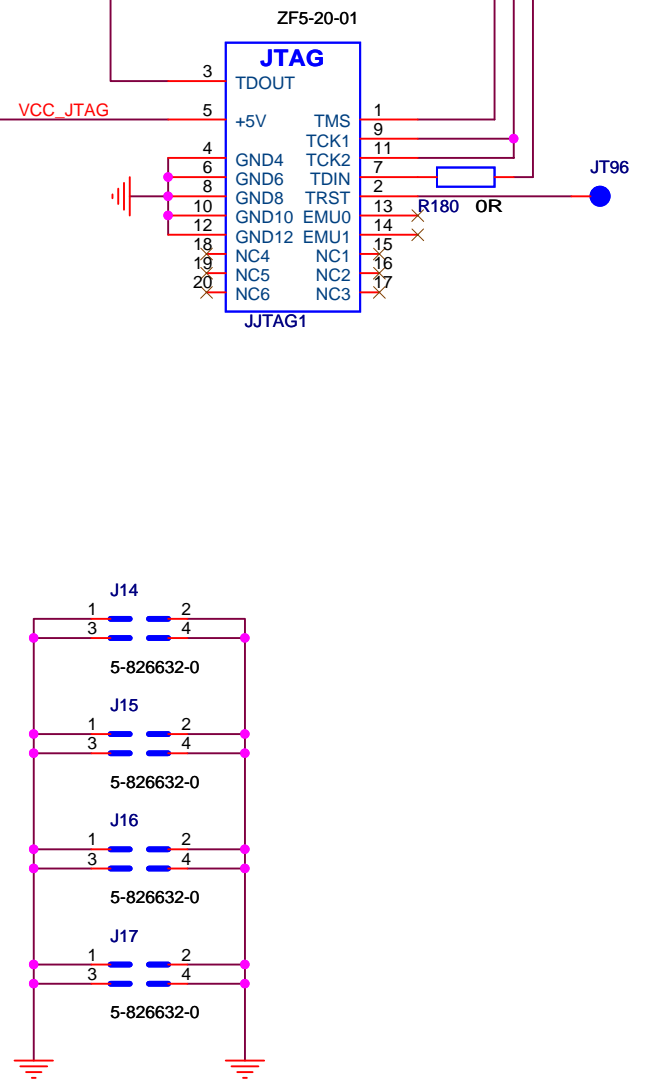 ZF5-20-01
JTAG
3 TDOUT
VCC_JTAG 5 +5V TMS 1
TCK1 9
4 GND4 TCK2 11
6 GND6 TDIN 7 JT96
8 GND8 TRST 2
10 GND10 EMU0 13 R180 0R
12 GND12 EMU1 14
18 NC4 NC1 15
19 NC5 NC2 16
20 NC6 NC3 17
JJTAG1
J14
1 2
3 4
5-826632-0
J15
1 2
3 4
5-826632-0
J16
1 2
3 4
5-826632-0
J17
1 2
3 4
5-826632-0